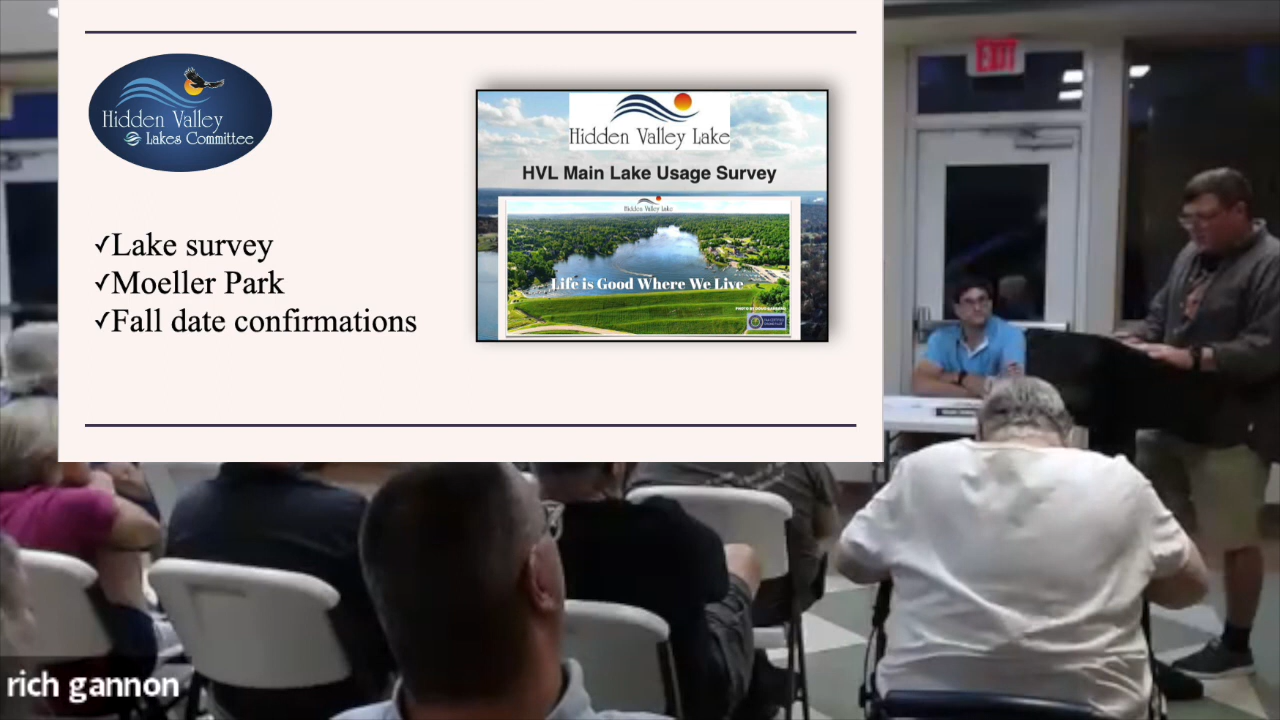 EXIT
Hidden Valley
Lakes Committee
✓Lake survey
✓Moeller Park
✓Fall date confirmations
Hidden Valley Lake
HVL Main Lake Usage Survey
Hidden Valley Lake
Life is Good Where We Live
rich gannon